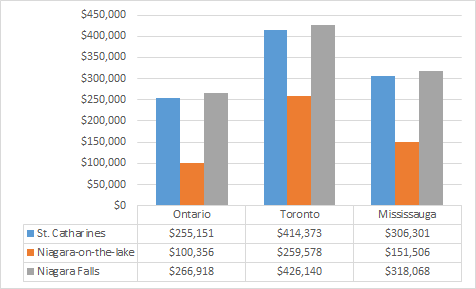 $450,000
$400,000
$350,000
$300,000
$250,000
$200,000
$150,000
$100,000
$50,000
$0
Ontario Toronto Mississauga
St. Catharines $255,151 $414,373 $306,301
Niagara-on-the-lake $100,356 $259,578 $151,506
Niagara Falls $266,918 $426,140 $318,068